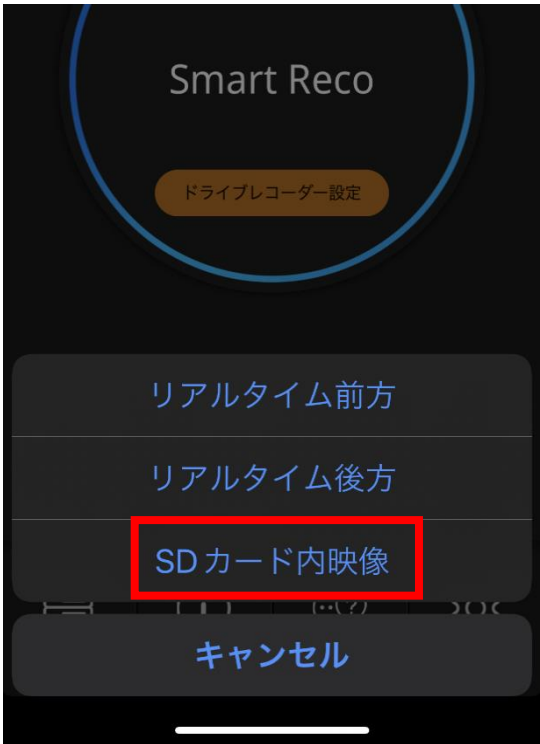 Smart Reco
ドライブレコーダー設定
リアルタイム前方
リアルタイム後方
SDカード内映像
キャンセル